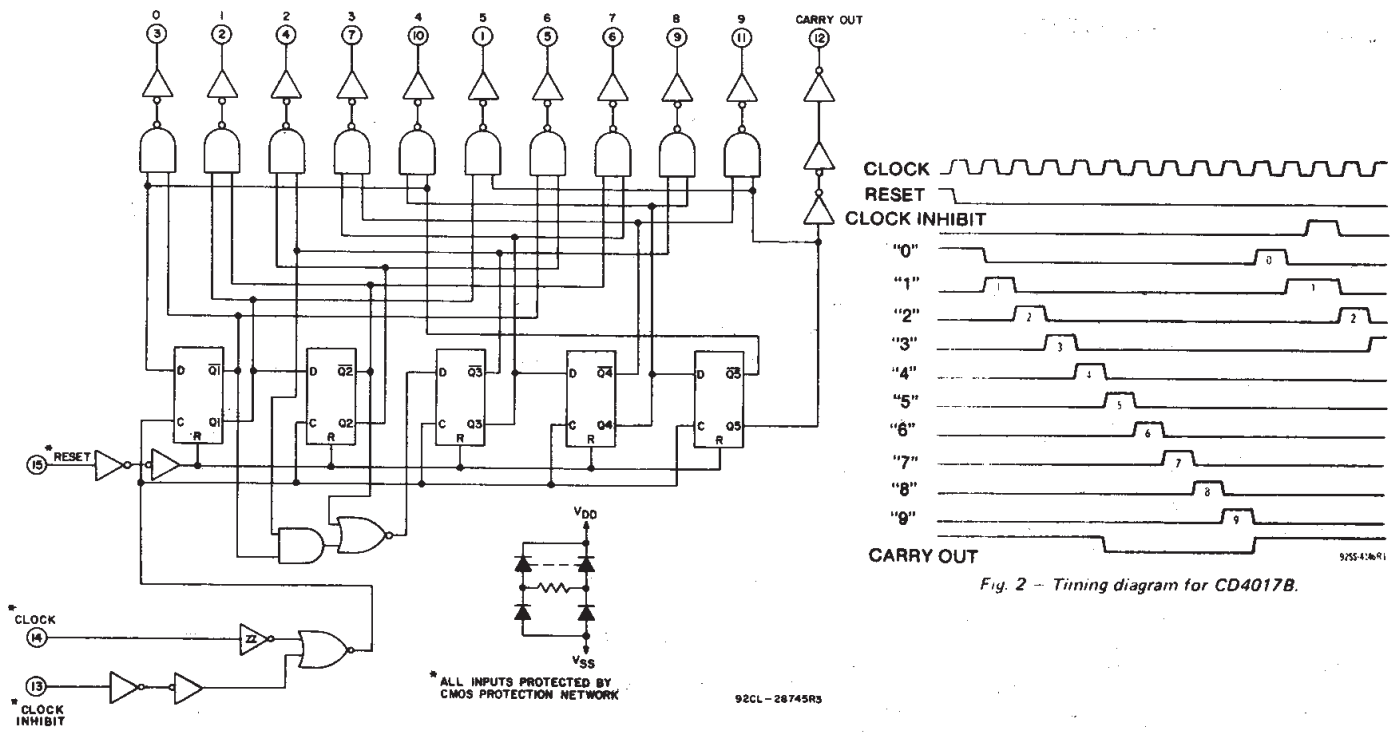 0 1 2 3 4 5 6 7 8 9 CARRY OUT
3 2 4 7 10 1 5 6 9 11 12
D Q1 D Q2 D Q3 D Q4 D Q5
C Q1 C Q2 C Q3 C Q4 C Q5
R R R R R
15 * RESET
* CLOCK
14
13
* CLOCK
INHIBIT
VDD
VSS
* ALL INPUTS PROTECTED BY
CMOS PROTECTION NETWORK
92CL-28745R3
CLOCK
RESET
CLOCK INHIBIT
"0" 0
"1" 1 1
"2" 2 2
"3" 3
"4" 4
"5" 5
"6" 6
"7" 7
"8" 8
"9" 9
CARRY OUT
Fig. 2 – Timing diagram for CD4017B.